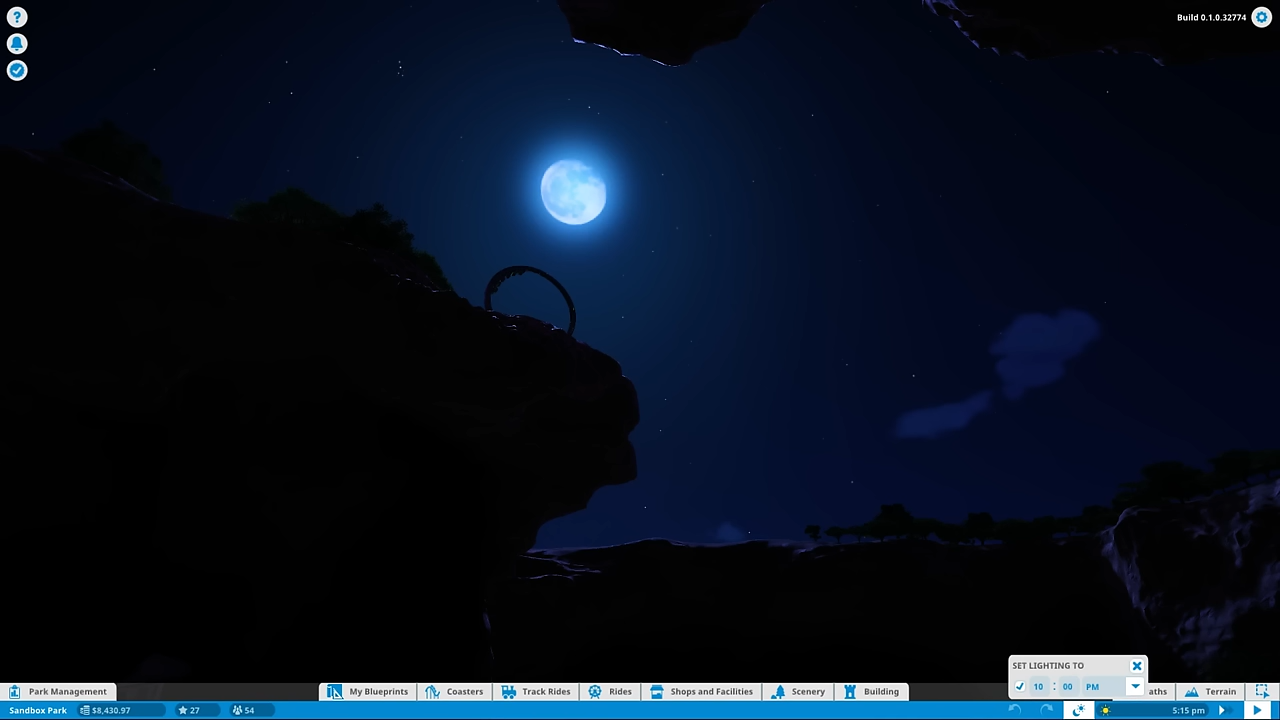 ?
Build 0.1.0.32774
SET LIGHTING TO
10 : 00 PM
Park Management
My Blueprints
Coasters
Track Rides
Rides
Shops and Facilities
Scenery
Building
aths
Terrain
Sandbox Park
$8,430.97
27
54
5:15 pm